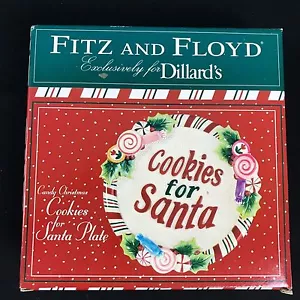 FITZ AND FLOYD®
Exclusively for Dillard's
Cookies
for
Santa
Candy Christmas
Cookies
for
Santa Plate